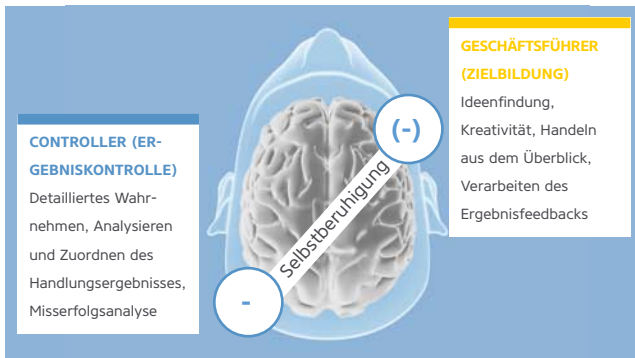 GESCHÄFTSFÜHRER
(ZIELBILDUNG)
Ideenfindung,
Kreativität, Handeln
aus dem Überblick,
Verarbeiten des
Ergebnisfeedbacks
(-)
Selbstberuhigung
-
CONTROLLER (ER-
GEBNISKONTROLLE)
Detailliertes Wahr-
nehmen, Analysieren
und Zuordnen des
Handlungsergebnisses,
Misserfolgsanalyse